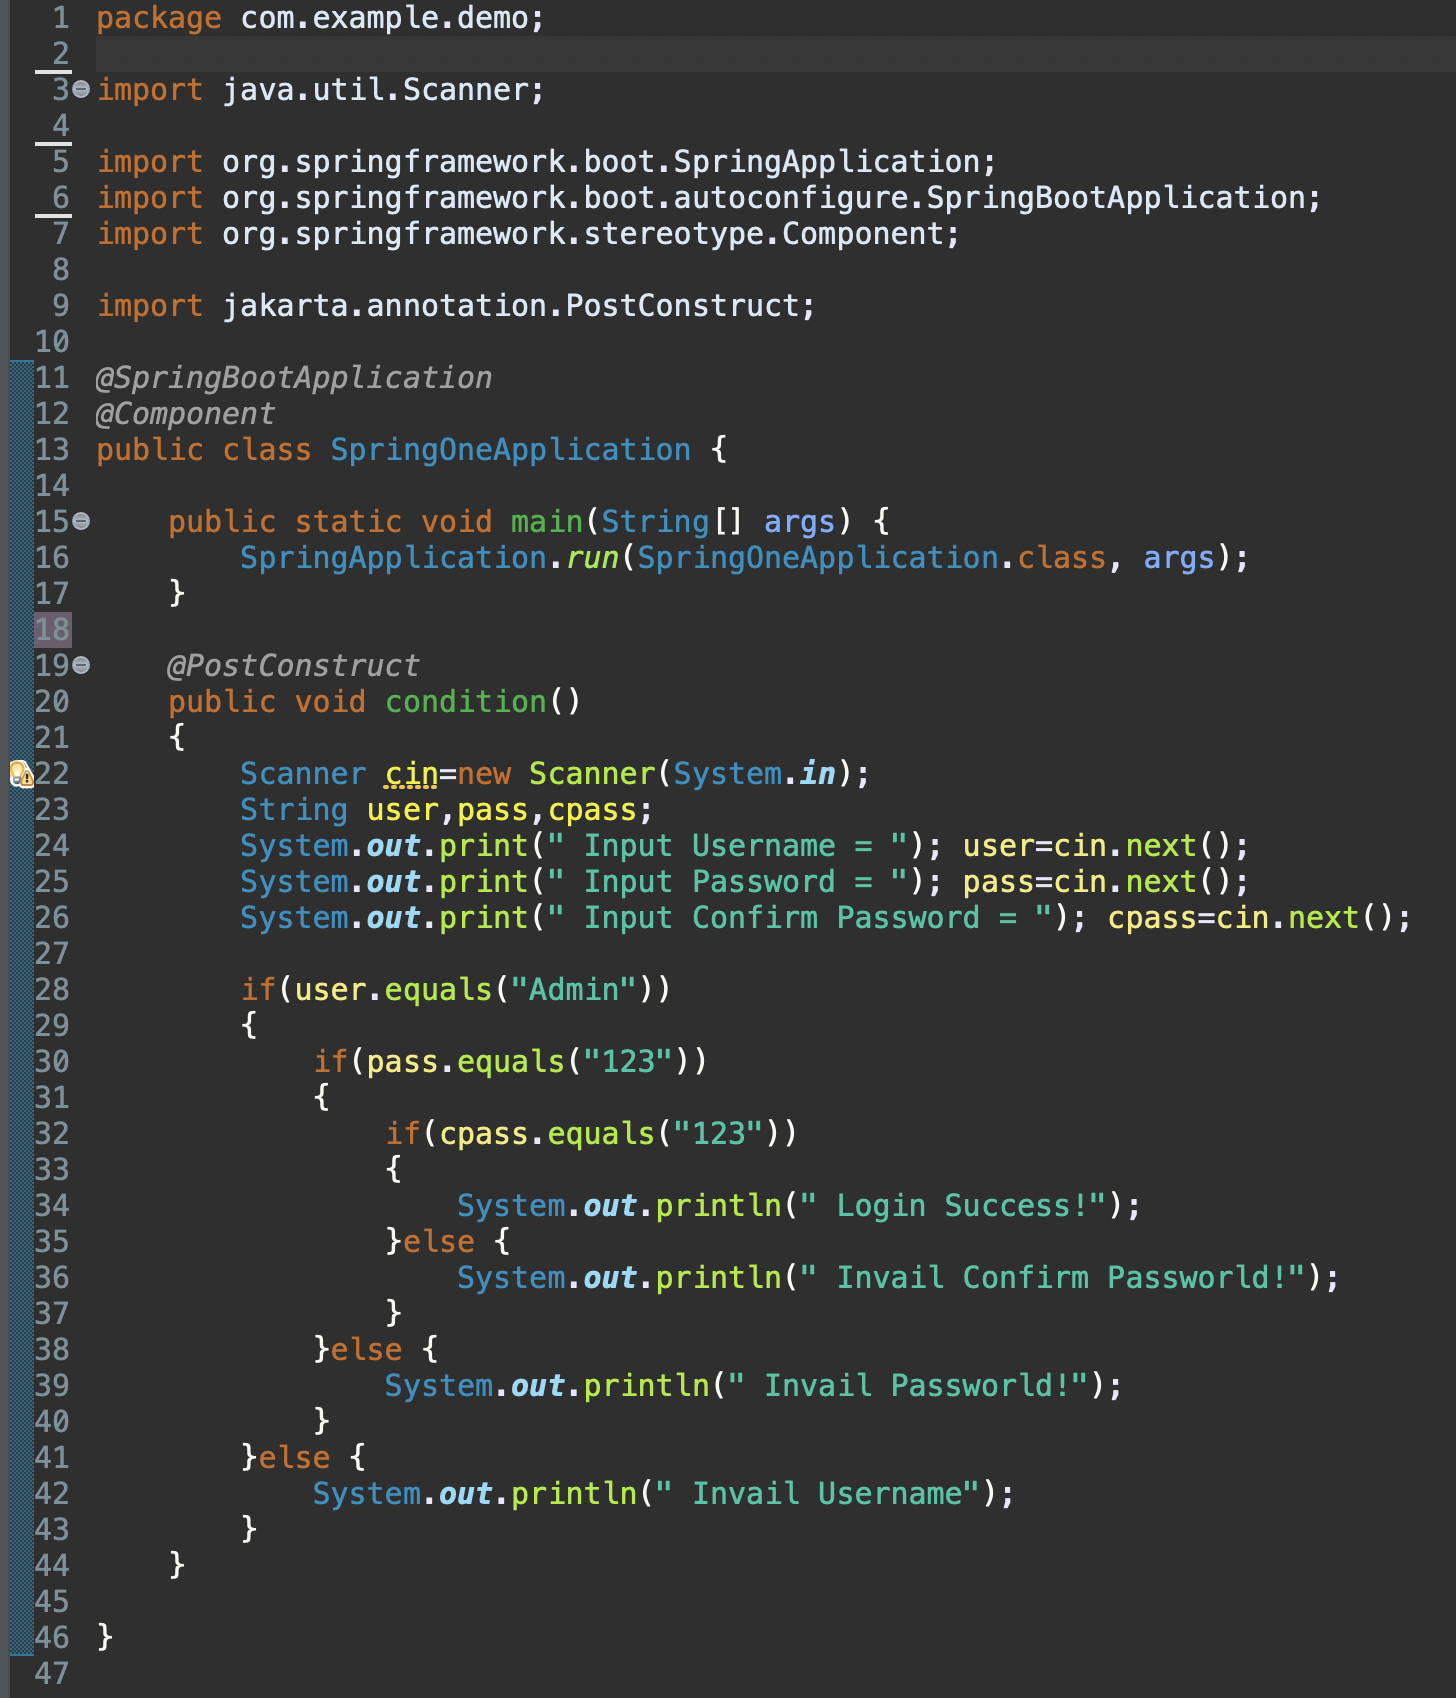 1 package com.example.demo;
2
3 import java.util.Scanner;
4
5 import org.springframework.boot.SpringApplication;
6 import org.springframework.boot.autoconfigure.SpringBootApplication;
7 import org.springframework.stereotype.Component;
8
9 import jakarta.annotation.PostConstruct;
10
11 @SpringBootApplication
12 @Component
13 public class SpringOneApplication {
14
15     public static void main(String[] args) {
16         SpringApplication.run(SpringOneApplication.class, args);
17     }
18
19     @PostConstruct
20     public void condition()
21     {
22         Scanner cin=new Scanner(System.in);
23         String user,pass,cpass;
24         System.out.print(" Input Username = "); user=cin.next();
25         System.out.print(" Input Password = "); pass=cin.next();
26         System.out.print(" Input Confirm Password = "); cpass=cin.next();
27
28         if(user.equals("Admin"))
29         {
30             if(pass.equals("123"))
31             {
32                 if(cpass.equals("123"))
33                 {
34                     System.out.println(" Login Success!");
35                 }else {
36                     System.out.println(" Invail Confirm Passworld!");
37                 }
38             }else {
39                 System.out.println(" Invail Passworld!");
40             }
41         }else {
42             System.out.println(" Invail Username");
43         }
44     }
45
46 }
47